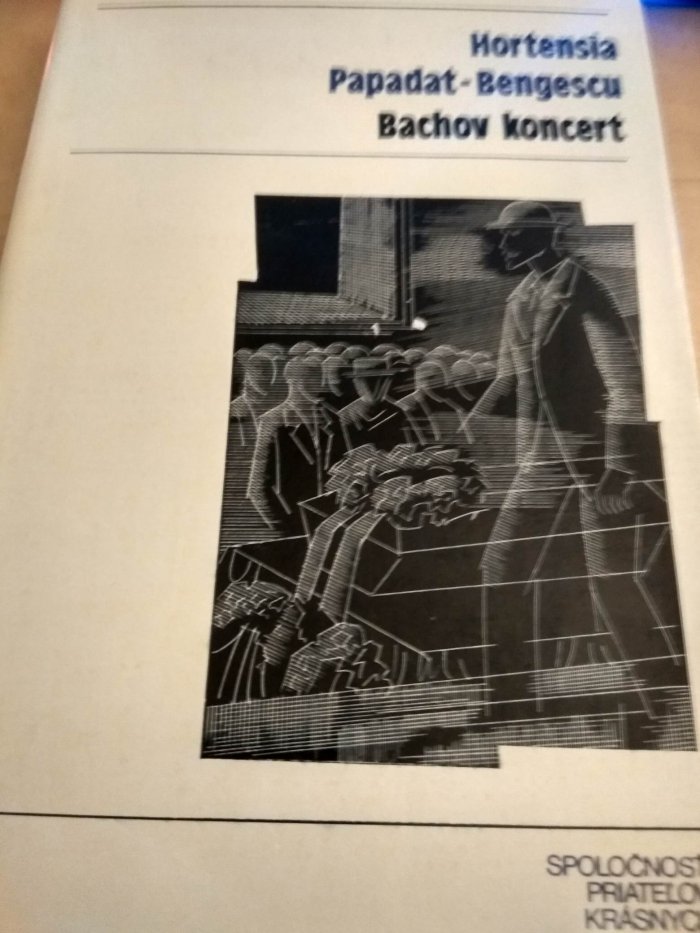 Hortensia
Papadat-Bengescu
Bachov koncert
SPOLOČNOSŤ
PRIATEĽOV
KRÁSNYCH